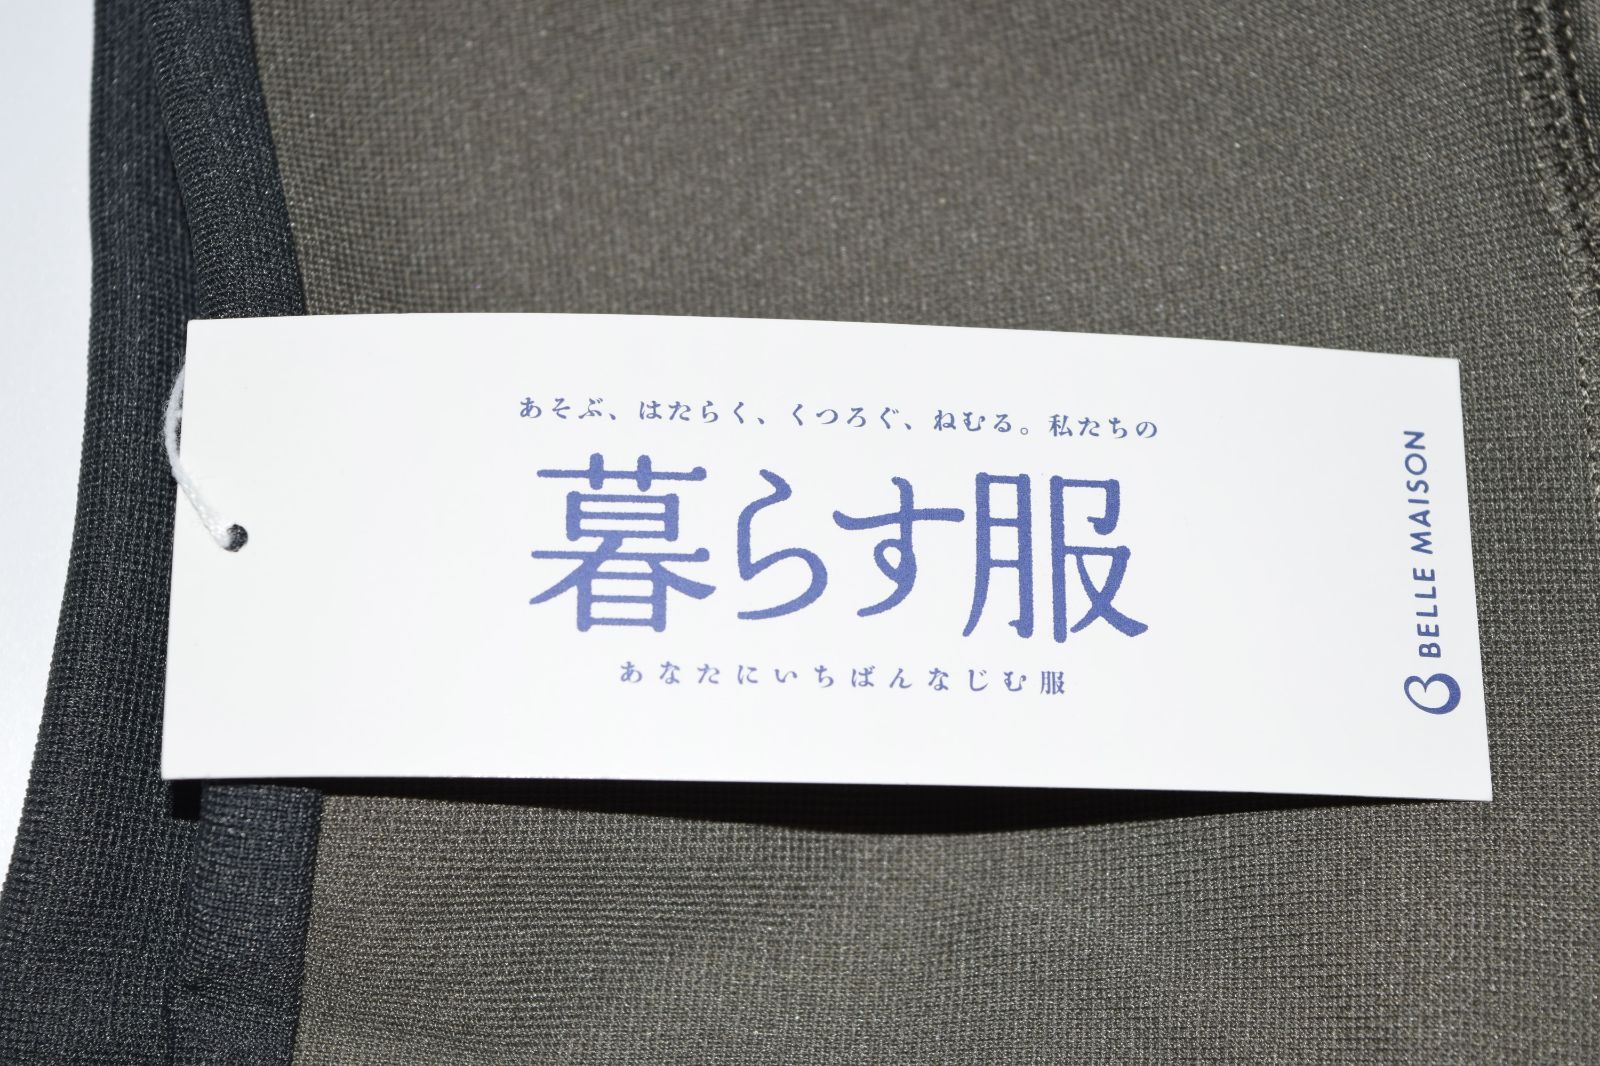 あそぶ、はたらく、くつろぐ、ねむる。私たちの
暮らす服
あなたにいちばんなじむ服
BELLE MAISON